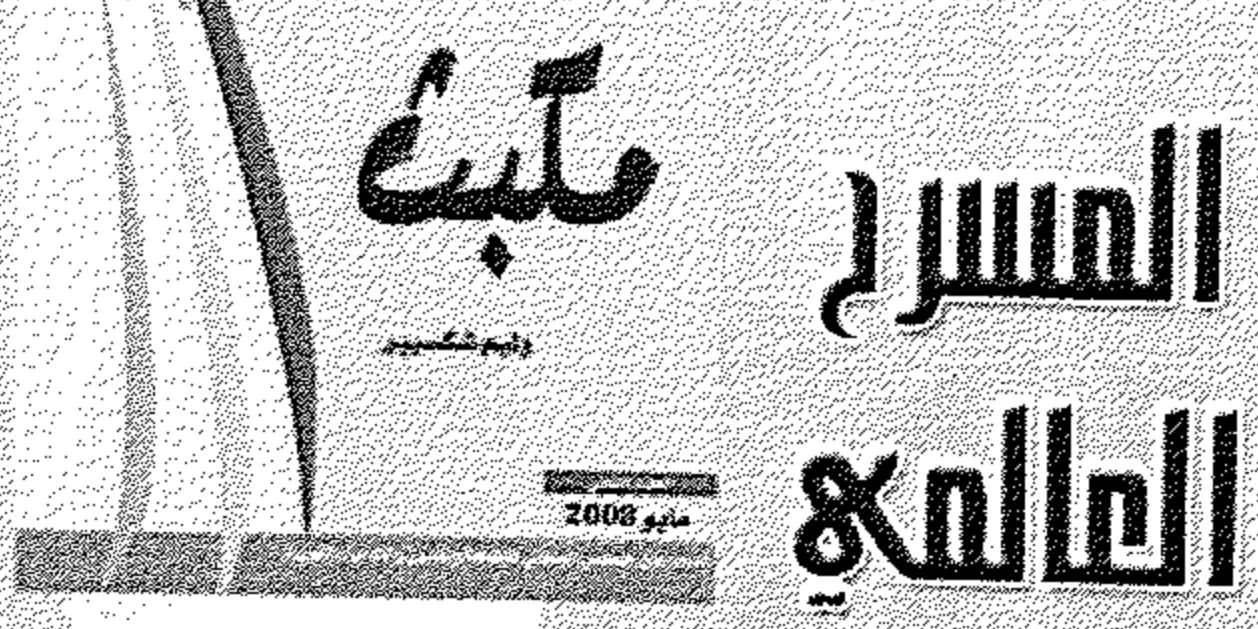 المسرح
العالمي
مكبث
وليم شكسبير
مايو 2008